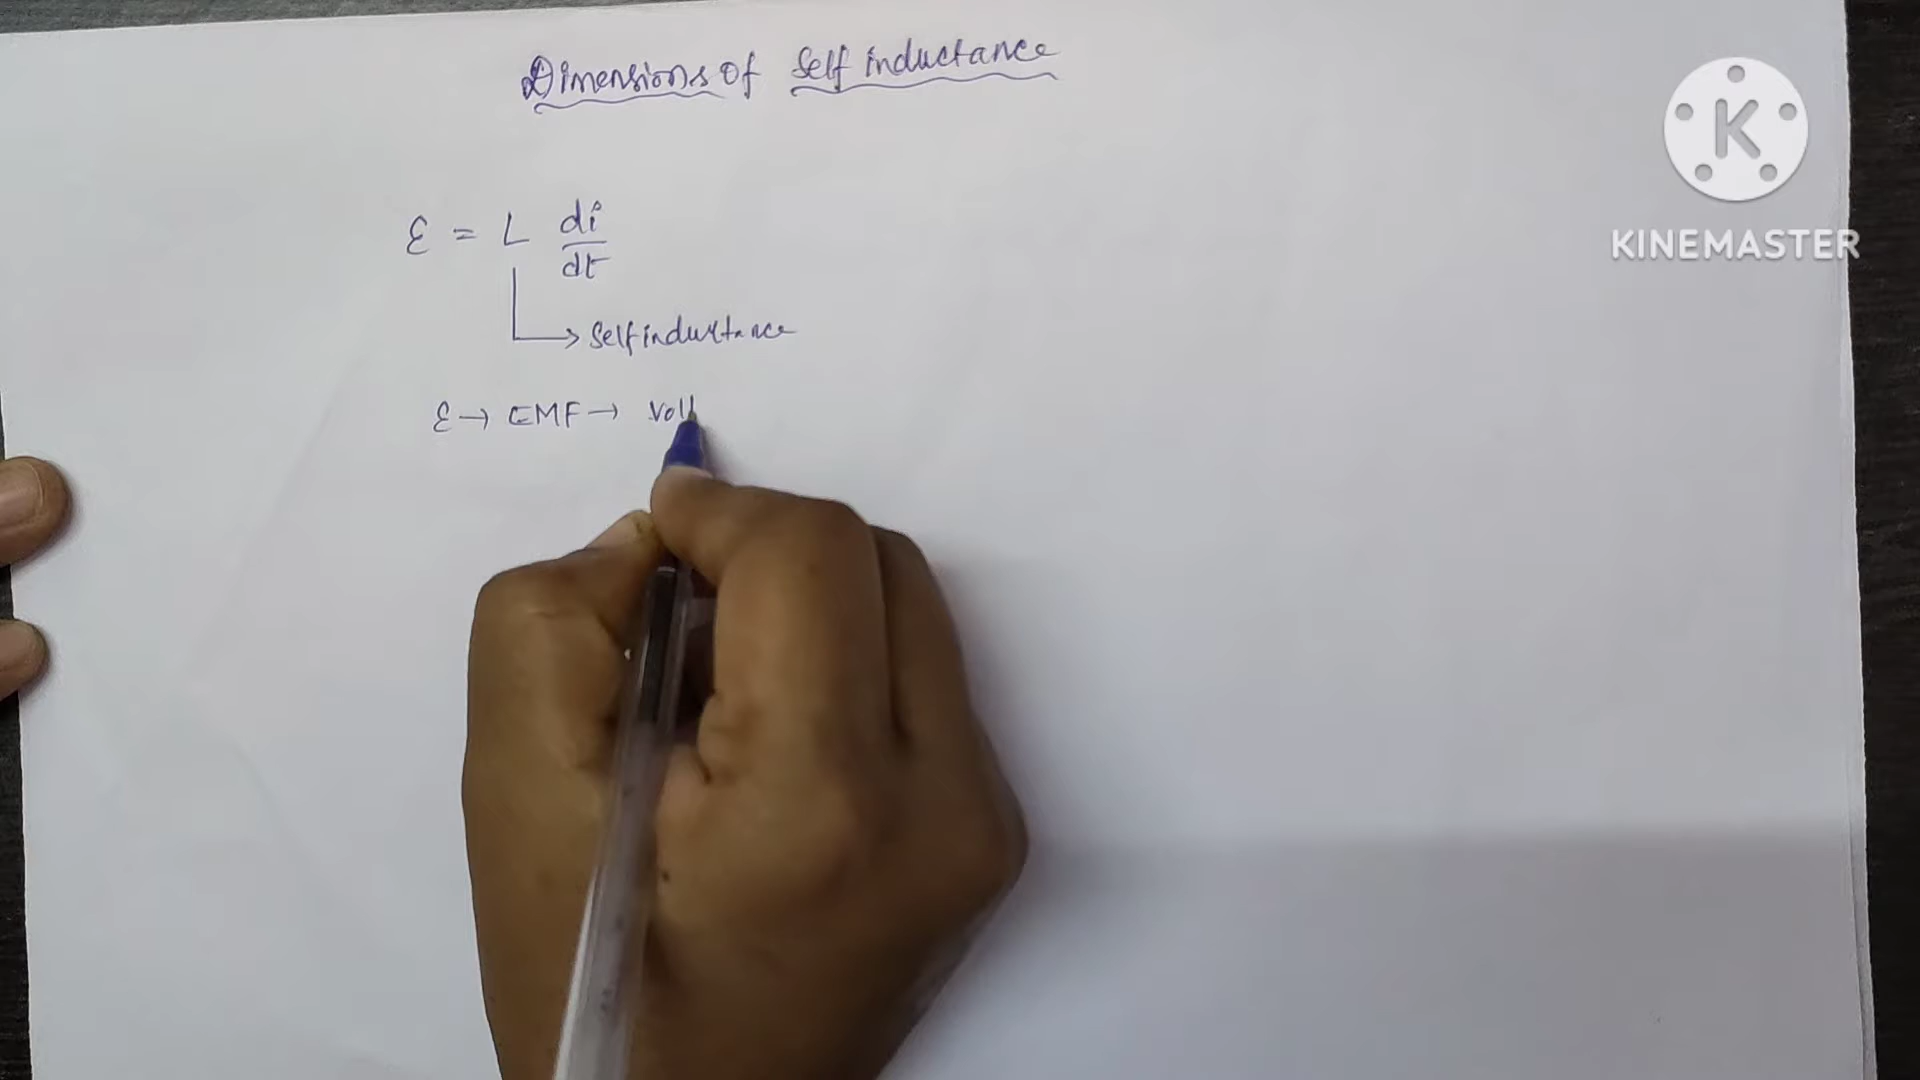 Dimensions of Self inductance
K
KINEMASTER
ε = L di/dt
→ Self inductance
ε → EMF → Vol